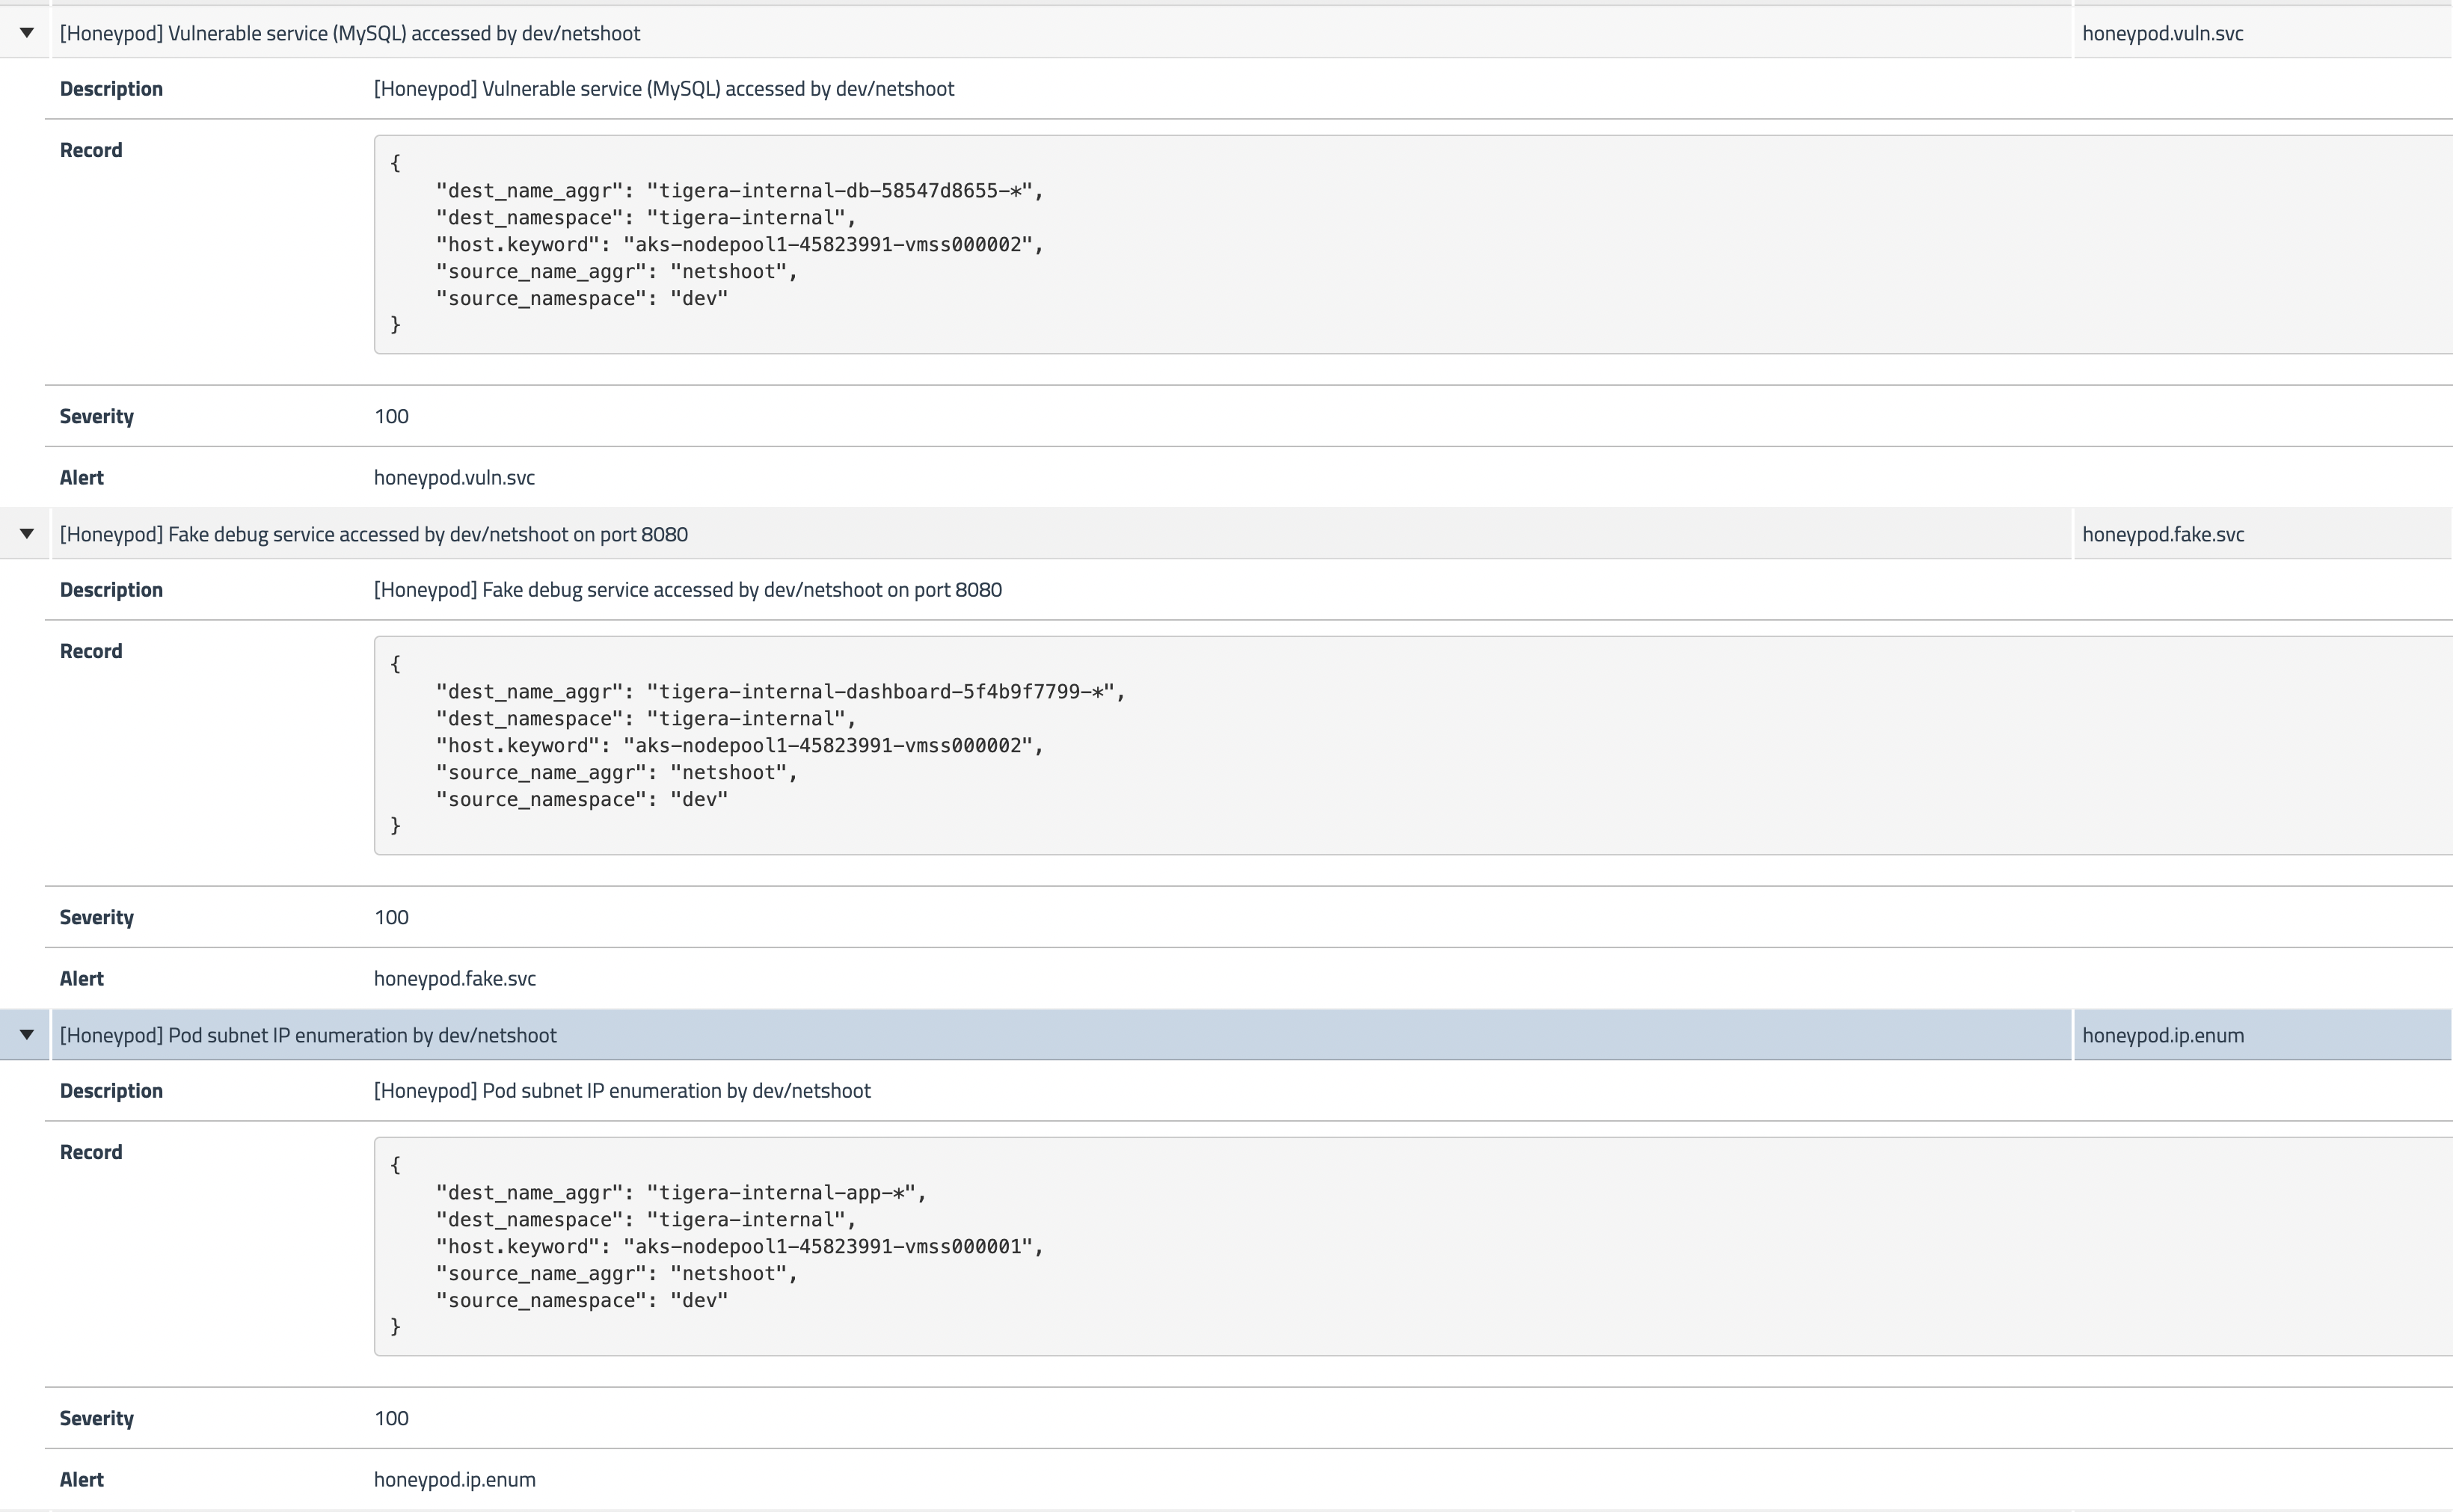 [Honeypod] Vulnerable service (MySQL) accessed by dev/netshoot honeypod.vuln.svc
Description [Honeypod] Vulnerable service (MySQL) accessed by dev/netshoot
Record
{
"dest_name_aggr": "tigera-internal-db-58547d8655-*",
"dest_namespace": "tigera-internal",
"host.keyword": "aks-nodepool1-45823991-vmss000002",
"source_name_aggr": "netshoot",
"source_namespace": "dev"
}
Severity 100
Alert honeypod.vuln.svc
[Honeypod] Fake debug service accessed by dev/netshoot on port 8080 honeypod.fake.svc
Description [Honeypod] Fake debug service accessed by dev/netshoot on port 8080
Record
{
"dest_name_aggr": "tigera-internal-dashboard-5f4b9f7799-*",
"dest_namespace": "tigera-internal",
"host.keyword": "aks-nodepool1-45823991-vmss000002",
"source_name_aggr": "netshoot",
"source_namespace": "dev"
}
Severity 100
Alert honeypod.fake.svc
[Honeypod] Pod subnet IP enumeration by dev/netshoot honeypod.ip.enum
Description [Honeypod] Pod subnet IP enumeration by dev/netshoot
Record
{
"dest_name_aggr": "tigera-internal-app-*",
"dest_namespace": "tigera-internal",
"host.keyword": "aks-nodepool1-45823991-vmss000001",
"source_name_aggr": "netshoot",
"source_namespace": "dev"
}
Severity 100
Alert honeypod.ip.enum